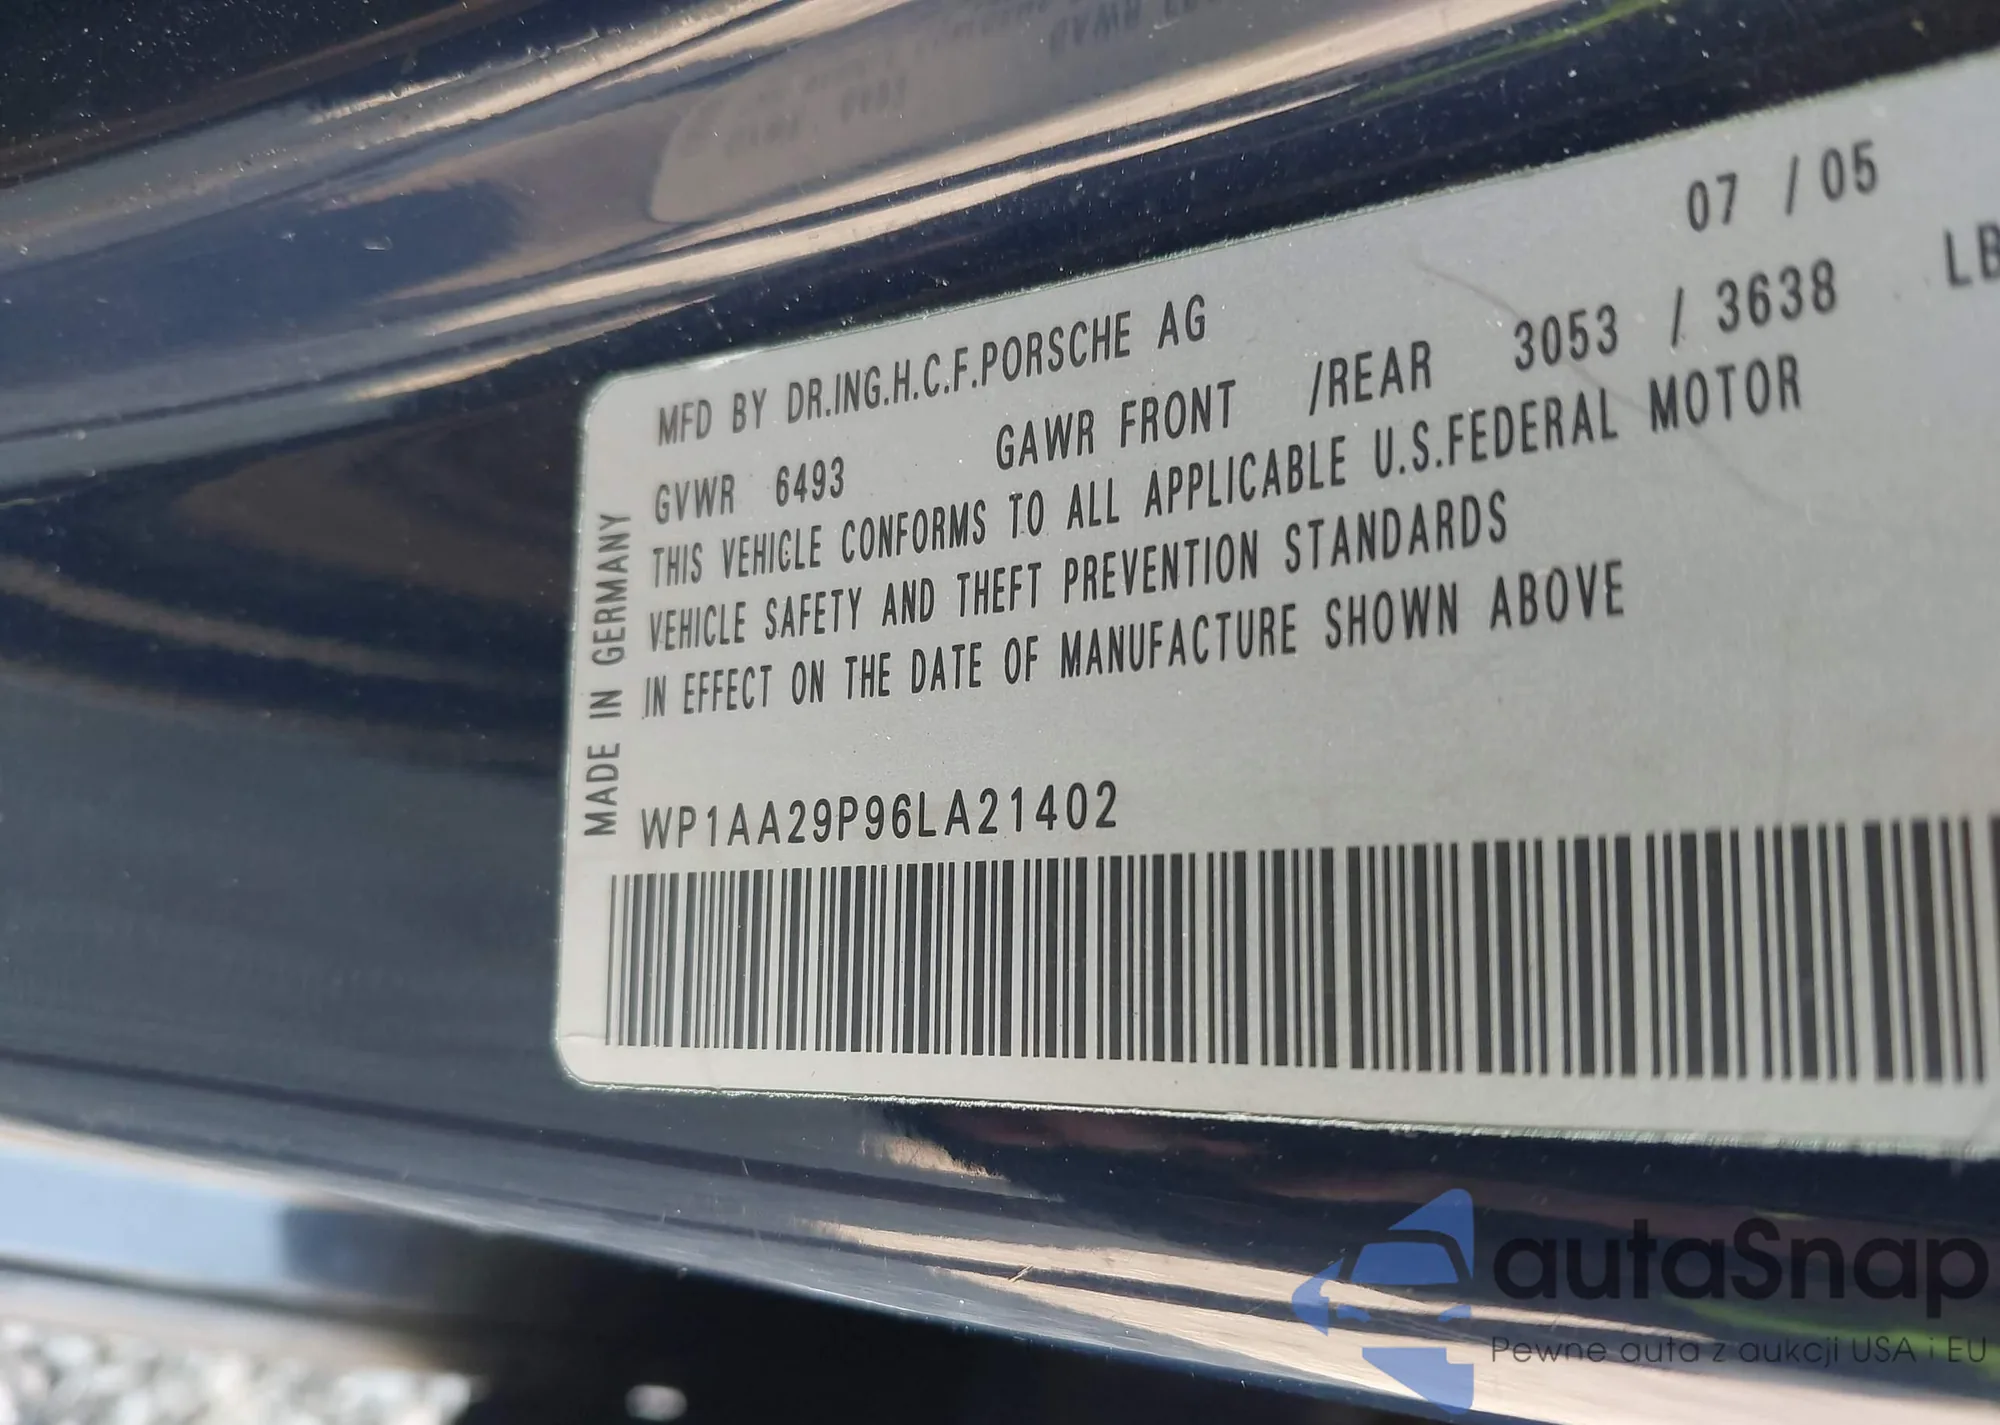 07 / 05
MFD BY DR.ING.H.C.F.PORSCHE AG
GVWR 6493 GAWR FRONT /REAR 3053 / 3638 LB
THIS VEHICLE CONFORMS TO ALL APPLICABLE U.S.FEDERAL MOTOR
VEHICLE SAFETY AND THEFT PREVENTION STANDARDS
IN EFFECT ON THE DATE OF MANUFACTURE SHOWN ABOVE
MADE IN GERMANY
WP1AA29P96LA21402
autaSnap
Pewne auta z aukcji USA i EU